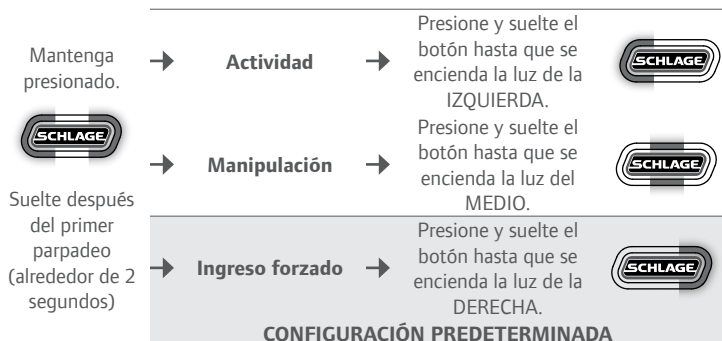 Mantenga
presionado.
SCHLAGE
Suelte después
del primer
parpadeo
(alrededor de 2
segundos)
Actividad
Presione y suelte el
botón hasta que se
encienda la luz de la
IZQUIERDA.
SCHLAGE
Manipulación
Presione y suelte el
botón hasta que se
encienda la luz del
MEDIO.
SCHLAGE
Ingreso forzado
Presione y suelte el
botón hasta que se
encienda la luz de la
DERECHA.
SCHLAGE
CONFIGURACIÓN PREDETERMINADA